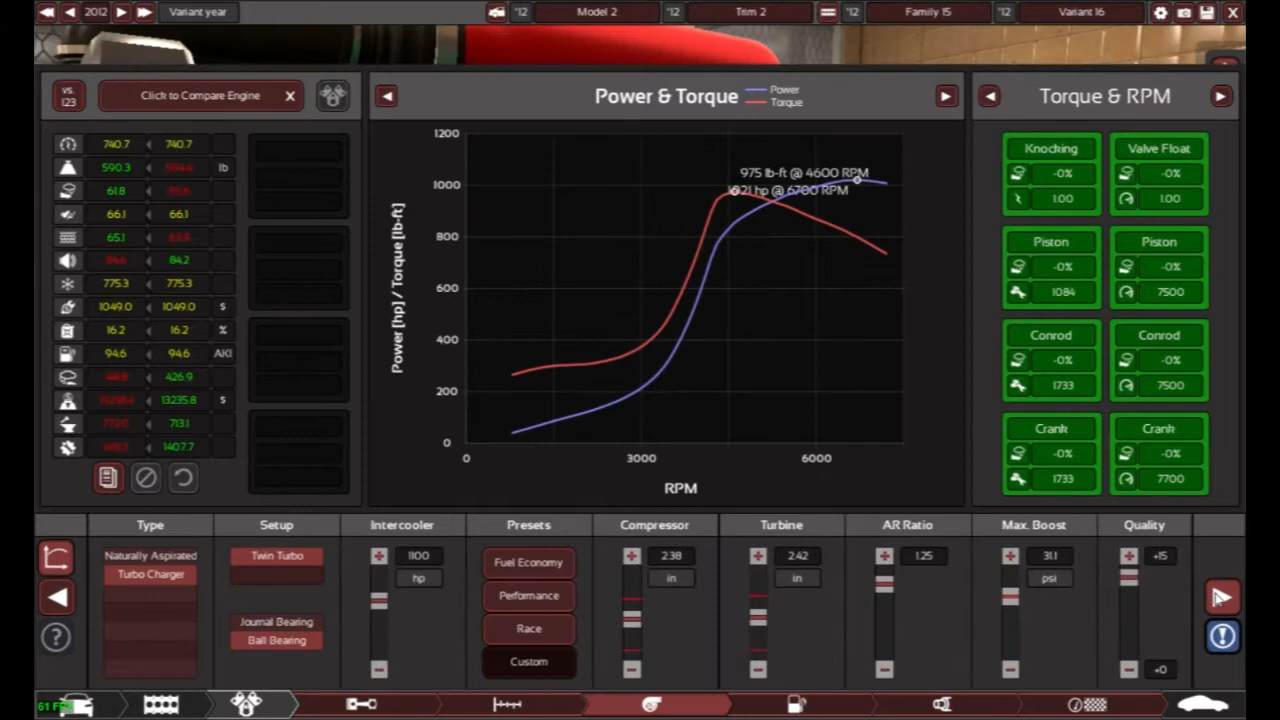 2012
Variant year
'12
Model 2
'12
Trim 2
'12
Family 15
'12
Variant 16
vs.
123
Click to Compare Engine
X
740.7 740.7
590.3 lb
61.8
66.1 66.1
65.1
84.2
775.3 775.3
1049.0 1049.0 s
16.2 16.2 %
94.6 94.6 AKI
426.9
13235.8 s
713.1
1407.7
Power & Torque
Power
Torque
975 lb-ft @ 4600 RPM
1021 hp @ 6700 RPM
1200
1000
800
600
400
200
0
0 3000 6000
Power [hp] / Torque [lb-ft]
RPM
Torque & RPM
Knocking Valve Float
-0% -0%
1.00 1.00
Piston Piston
-0% -0%
1084 7500
Conrod Conrod
-0% -0%
1733 7500
Crank Crank
-0% -0%
1733 7700
Type
Naturally Aspirated
Turbo Charger
Setup
Twin Turbo
Journal Bearing
Ball Bearing
Intercooler
1100
hp
Presets
Fuel Economy
Performance
Race
Custom
Compressor
2.38
in
Turbine
2.42
in
AR Ratio
1.25
Max. Boost
31.1
psi
Quality
+15
+0
?